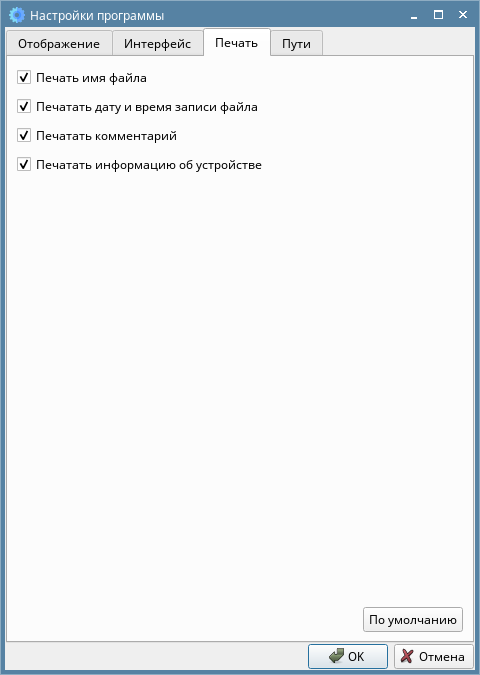 Настройки программы
Отображение Интерфейс Печать Пути
Печать имя файла
Печатать дату и время записи файла
Печатать комментарий
Печатать информацию об устройстве
По умолчанию
OK Отмена